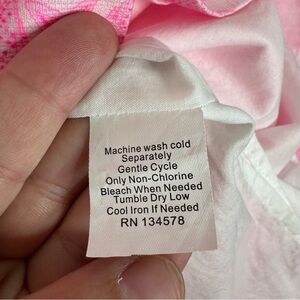 Machine wash cold
Separately
Gentle Cycle
Only Non-Chlorine
Bleach When Needed
Tumble Dry Low
Cool Iron If Needed
RN 134578